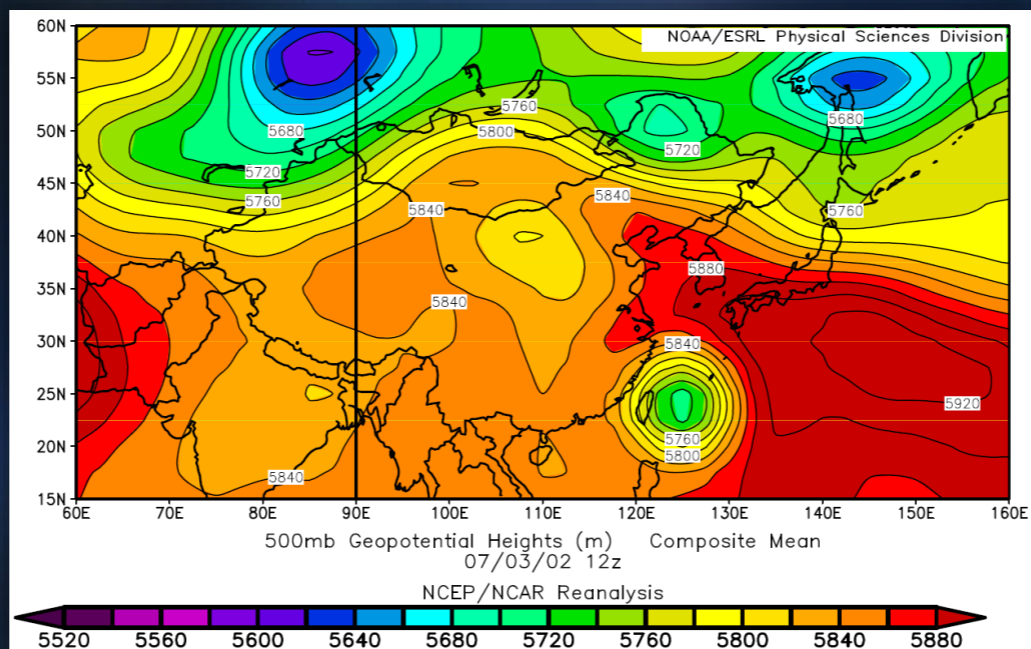 NOAA/ESRL Physical Sciences Division
60N
55N
50N
45N
40N
35N
30N
25N
20N
15N
5760
5800
5680
5680
5720
5720
5760
5760
5840
5840
5880
5840
5840
5920
5760
5800
5840
60E 70E 80E 90E 100E 110E 120E 130E 140E 150E 160E
500mb Geopotential Heights (m) Composite Mean
07/03/02 12z
NCEP/NCAR Reanalysis
5520 5560 5600 5640 5680 5720 5760 5800 5840 5880